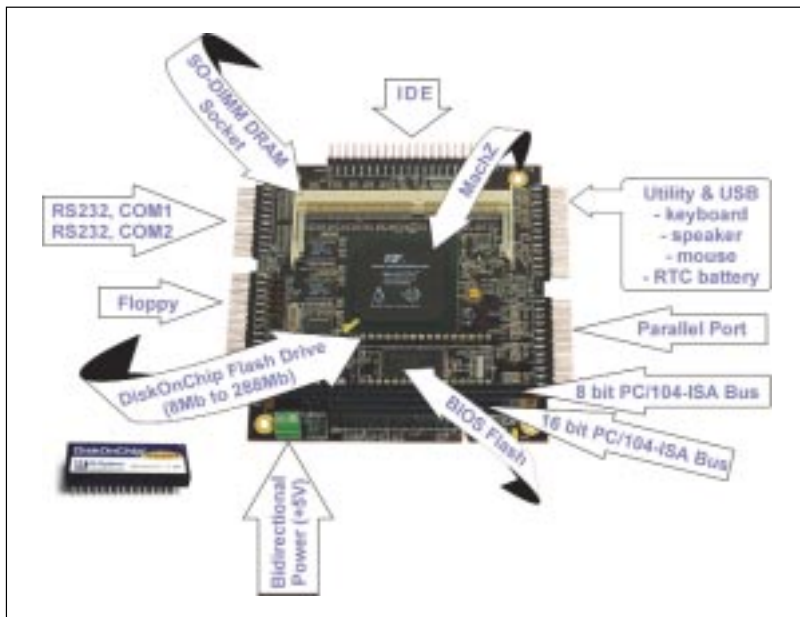 SO-DIMM DRAM
Socket
IDE
MachZ
RS232, COM1
RS232, COM2
Utility & USB
- keyboard
- speaker
- mouse
- RTC battery
Floppy
Parallel Port
DiskOnChip Flash Drive
(8Mb to 288Mb)
8 bit PC/104-ISA Bus
BIOS Flash
16 bit PC/104-ISA Bus
DiskOnChip
Bidirectional
Power (+5V)